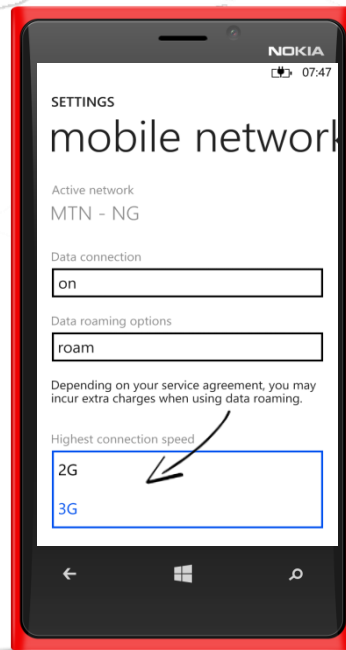 NOKIA
07:47
SETTINGS
mobile network
Active network
MTN - NG
Data connection
on
Data roaming options
roam
Depending on your service agreement, you may
incur extra charges when using data roaming.
Highest connection speed
2G
3G